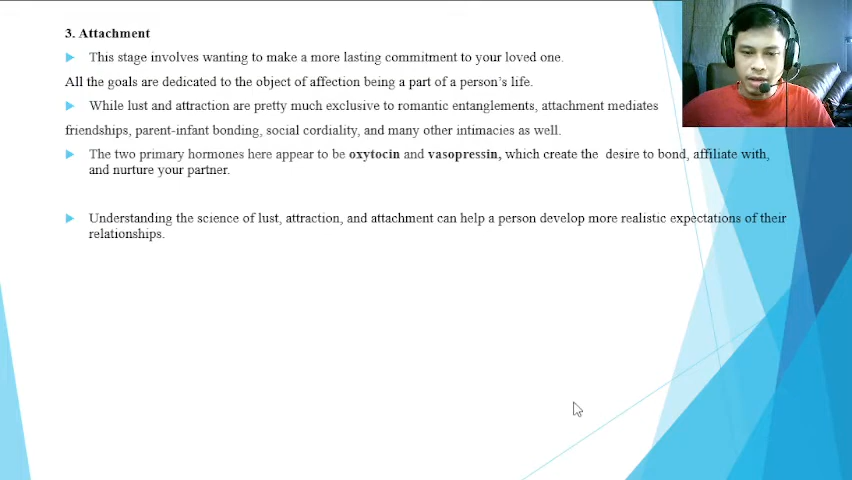 3. Attachment
This stage involves wanting to make a more lasting commitment to your loved one.
All the goals are dedicated to the object of affection being a part of a person's life.
While lust and attraction are pretty much exclusive to romantic entanglements, attachment mediates
friendships, parent-infant bonding, social cordiality, and many other intimacies as well.
The two primary hormones here appear to be oxytocin and vasopressin, which create the desire to bond, affiliate with,
and nurture your partner.
Understanding the science of lust, attraction, and attachment can help a person develop more realistic expectations of their
relationships.